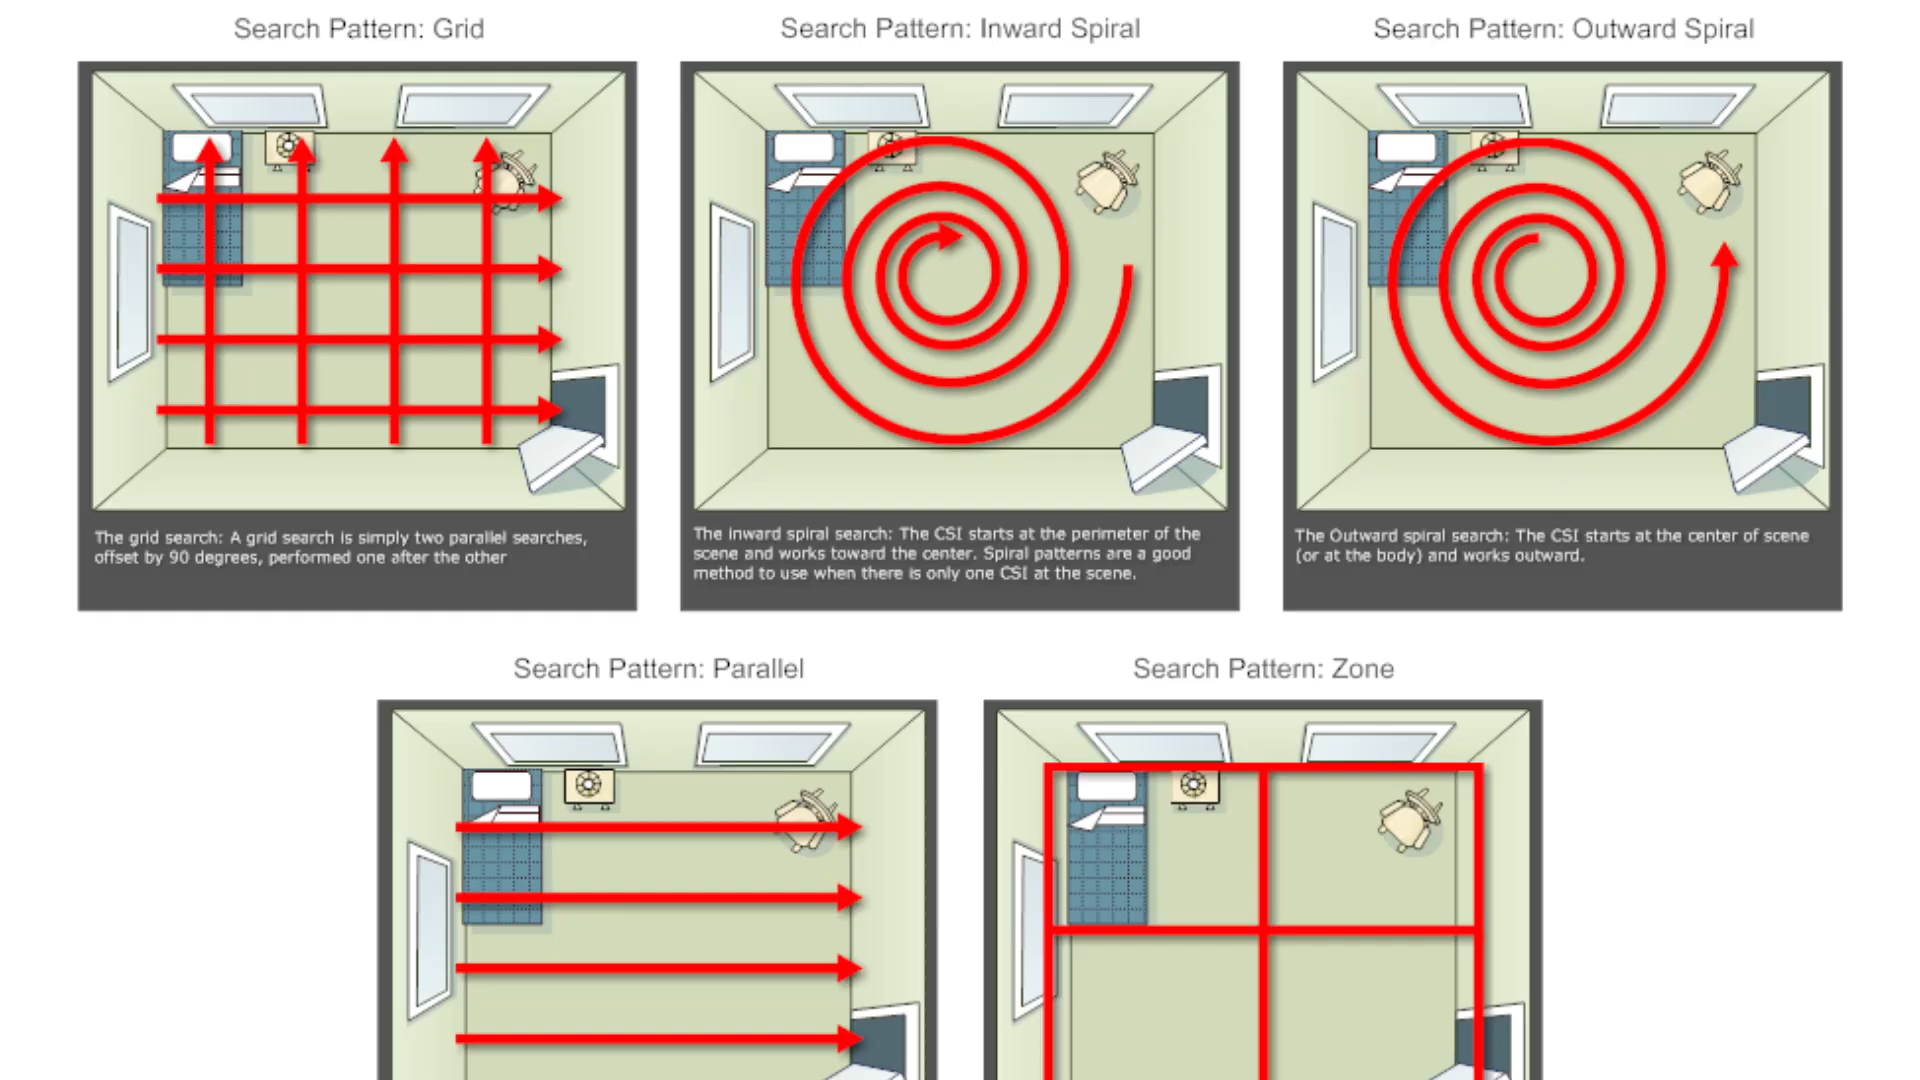 Search Pattern: Grid
Search Pattern: Inward Spiral
Search Pattern: Outward Spiral
The grid search: A grid search is simply two parallel searches,
offset by 90 degrees, performed one after the other
The inward spiral search: The CSI starts at the perimeter of the
scene and works toward the center. Spiral patterns are a good
method to use when there is only one CSI at the scene.
The Outward spiral search: The CSI starts at the center of scene
(or at the body) and works outward.
Search Pattern: Parallel
Search Pattern: Zone